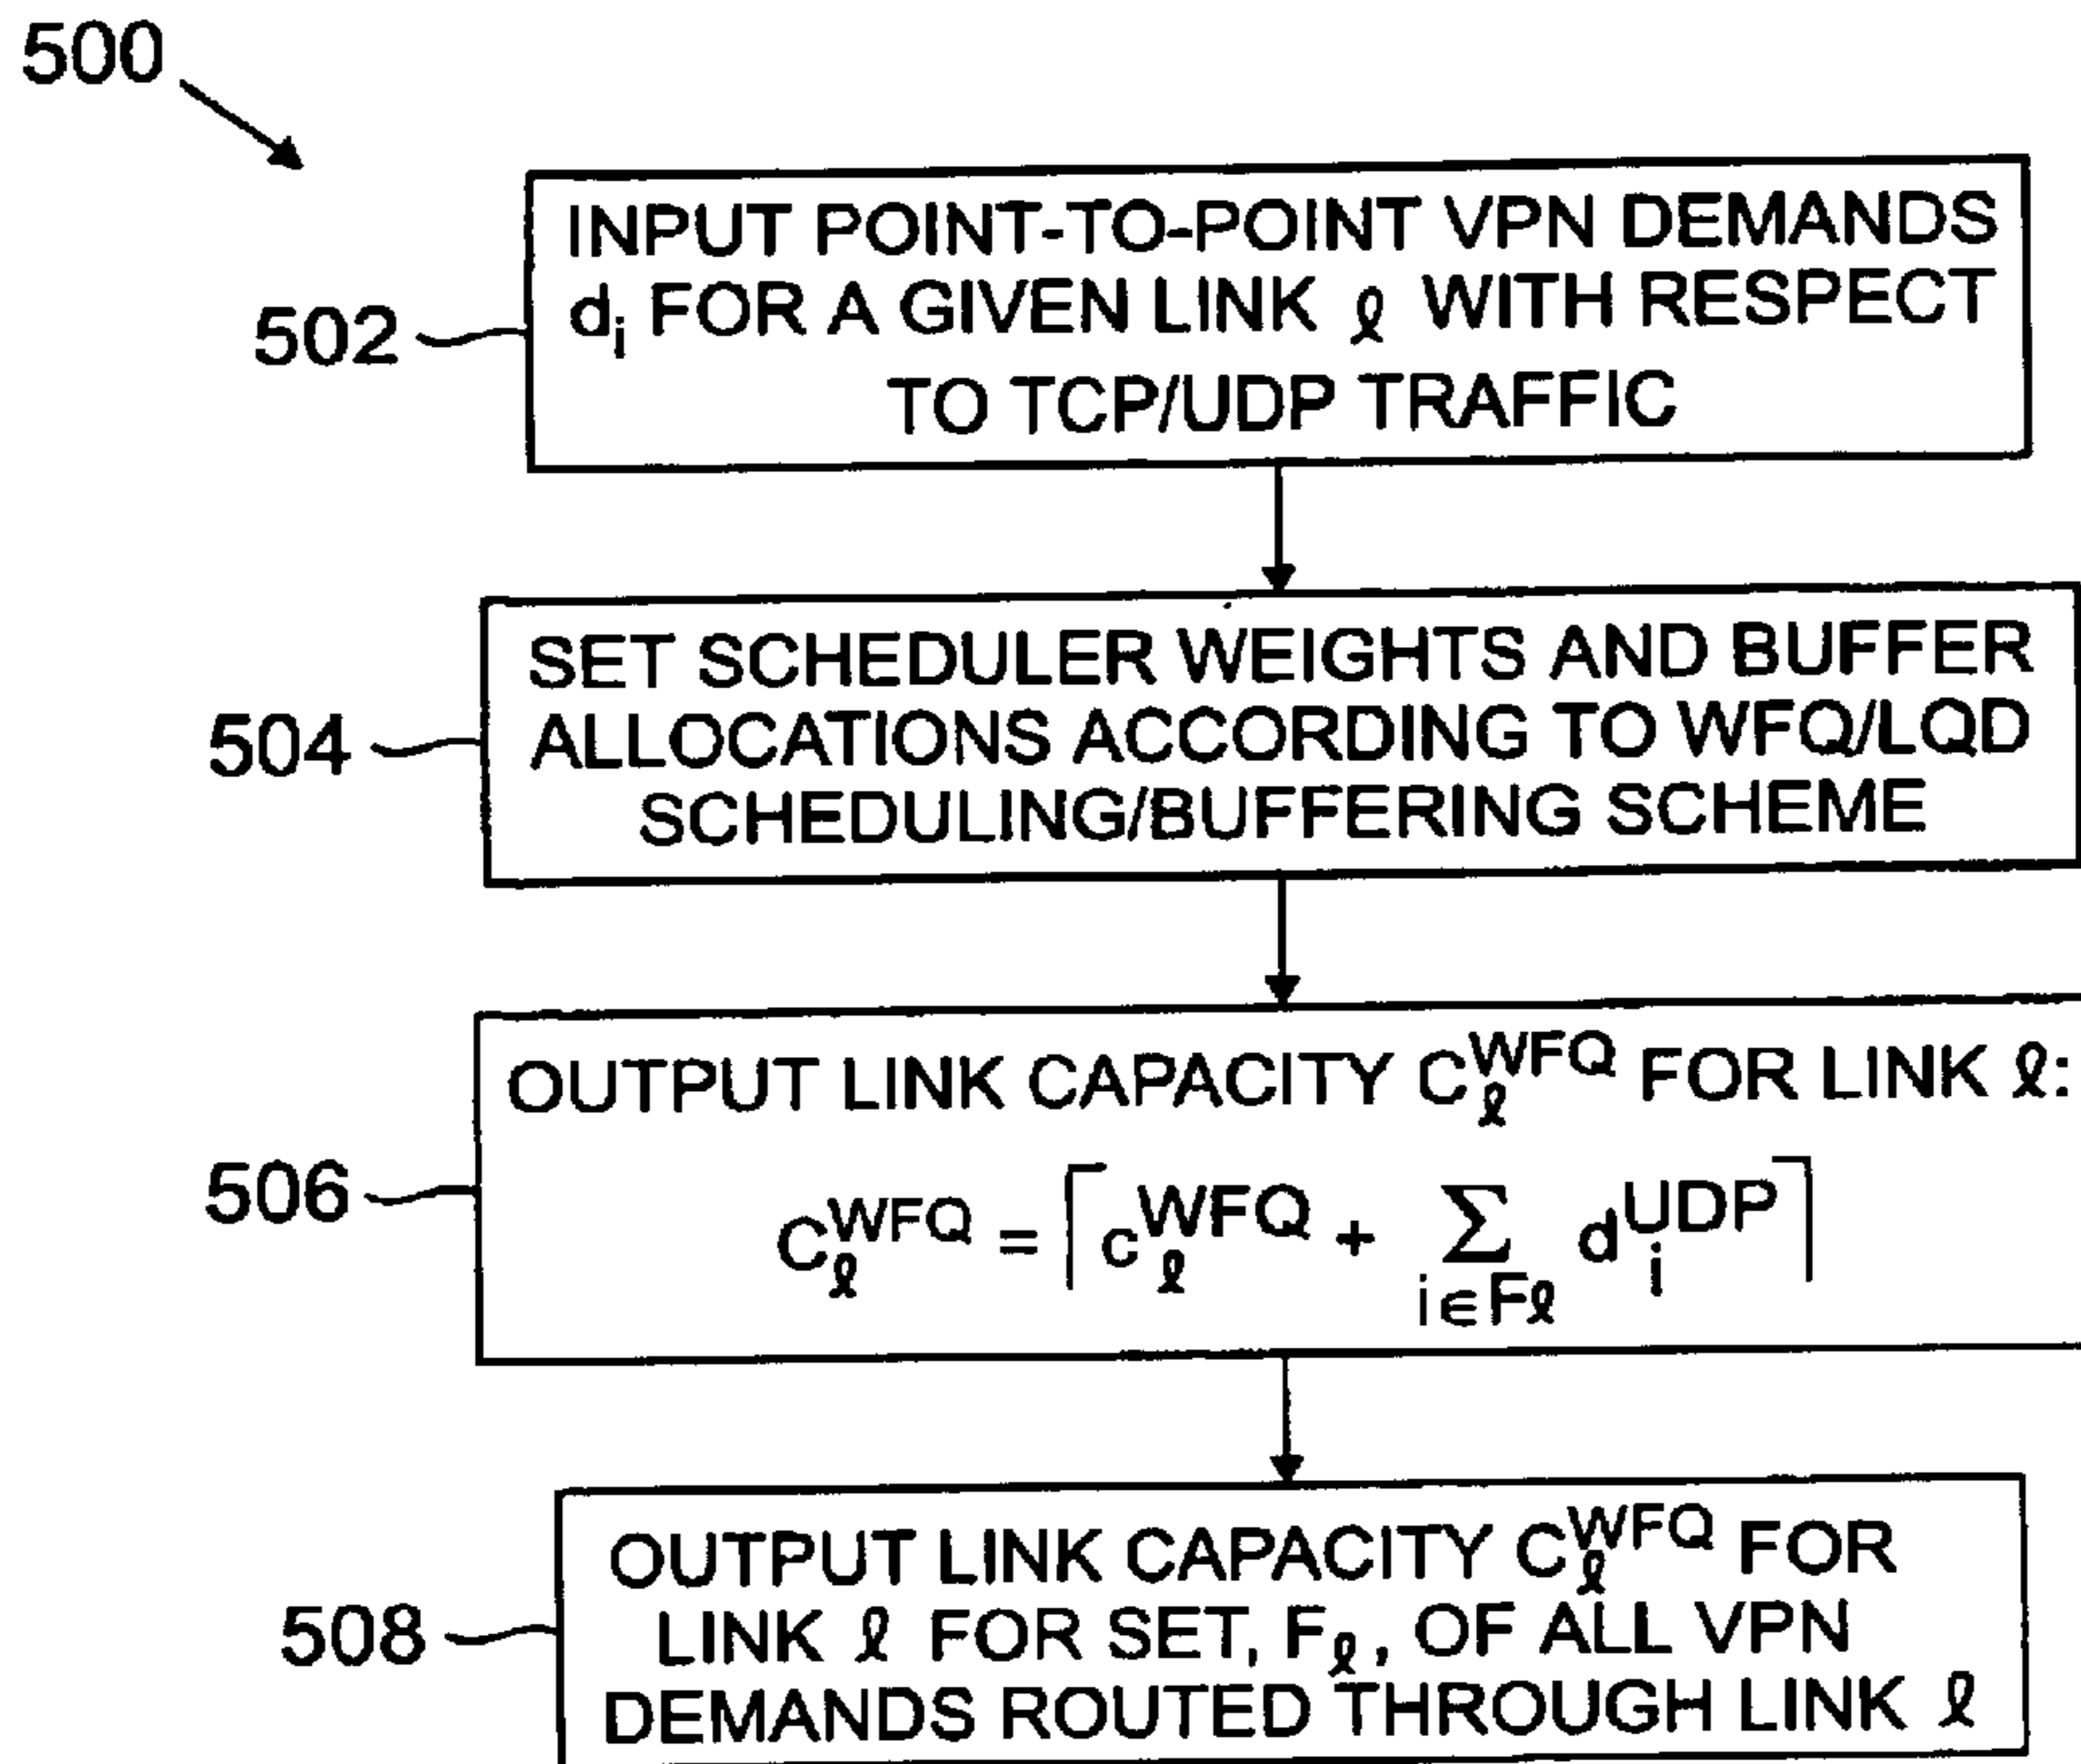 500
INPUT POINT-TO-POINT VPN DEMANDS
dᵢ FOR A GIVEN LINK ℓ WITH RESPECT
TO TCP/UDP TRAFFIC
502
SET SCHEDULER WEIGHTS AND BUFFER
ALLOCATIONS ACCORDING TO WFQ/LQD
SCHEDULING/BUFFERING SCHEME
504
OUTPUT LINK CAPACITY C_ℓ^WFQ FOR LINK ℓ:
C_ℓ^WFQ = ⌈c_ℓ^WFQ + ∑_{i∈Fℓ} d_i^UDP⌉
506
OUTPUT LINK CAPACITY C_ℓ^WFQ FOR
LINK ℓ FOR SET, F_ℓ, OF ALL VPN
DEMANDS ROUTED THROUGH LINK ℓ
508